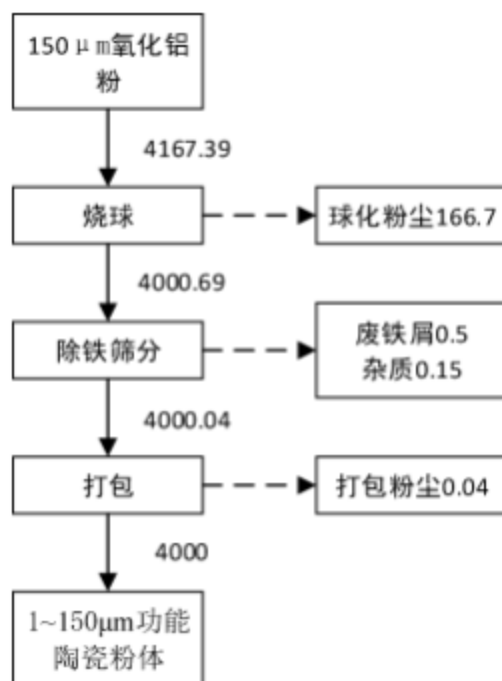 150μm氧化铝
粉
4167.39
烧球
球化粉尘166.7
4000.69
除铁筛分
废铁屑0.5
杂质0.15
4000.04
打包
打包粉尘0.04
4000
1~150μm功能
陶瓷粉体